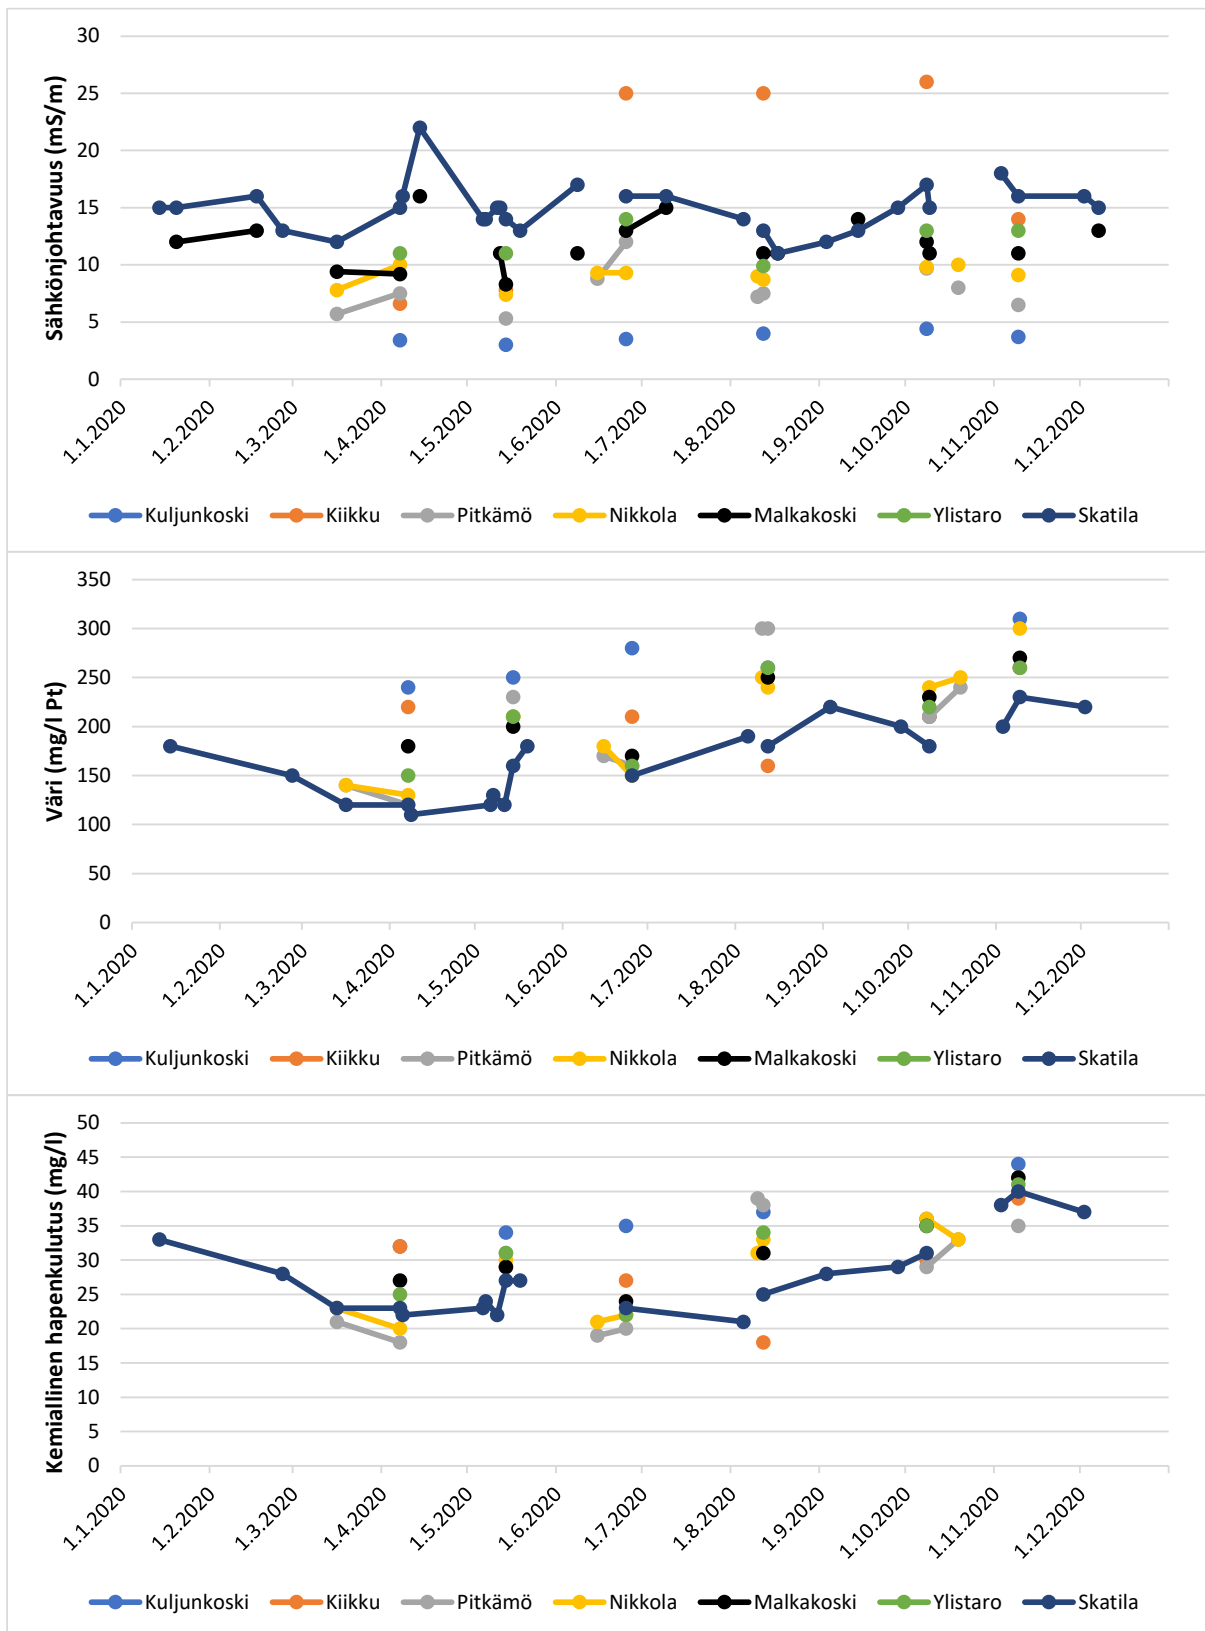 Sähkönjohtavuus (mS/m)
30
25
20
15
10
5
0
1.1.2020 1.2.2020 1.3.2020 1.4.2020 1.5.2020 1.6.2020 1.7.2020 1.8.2020 1.9.2020 1.10.2020 1.11.2020 1.12.2020
Kuljunkoski Kiikku Pitkämö Nikkola Malkakoski Ylistaro Skatila
Väri (mg/l Pt)
350
300
250
200
150
100
50
0
1.1.2020 1.2.2020 1.3.2020 1.4.2020 1.5.2020 1.6.2020 1.7.2020 1.8.2020 1.9.2020 1.10.2020 1.11.2020 1.12.2020
Kuljunkoski Kiikku Pitkämö Nikkola Malkakoski Ylistaro Skatila
Kemiallinen hapenkulutus (mg/l)
50
45
40
35
30
25
20
15
10
5
0
1.1.2020 1.2.2020 1.3.2020 1.4.2020 1.5.2020 1.6.2020 1.7.2020 1.8.2020 1.9.2020 1.10.2020 1.11.2020 1.12.2020
Kuljunkoski Kiikku Pitkämö Nikkola Malkakoski Ylistaro Skatila